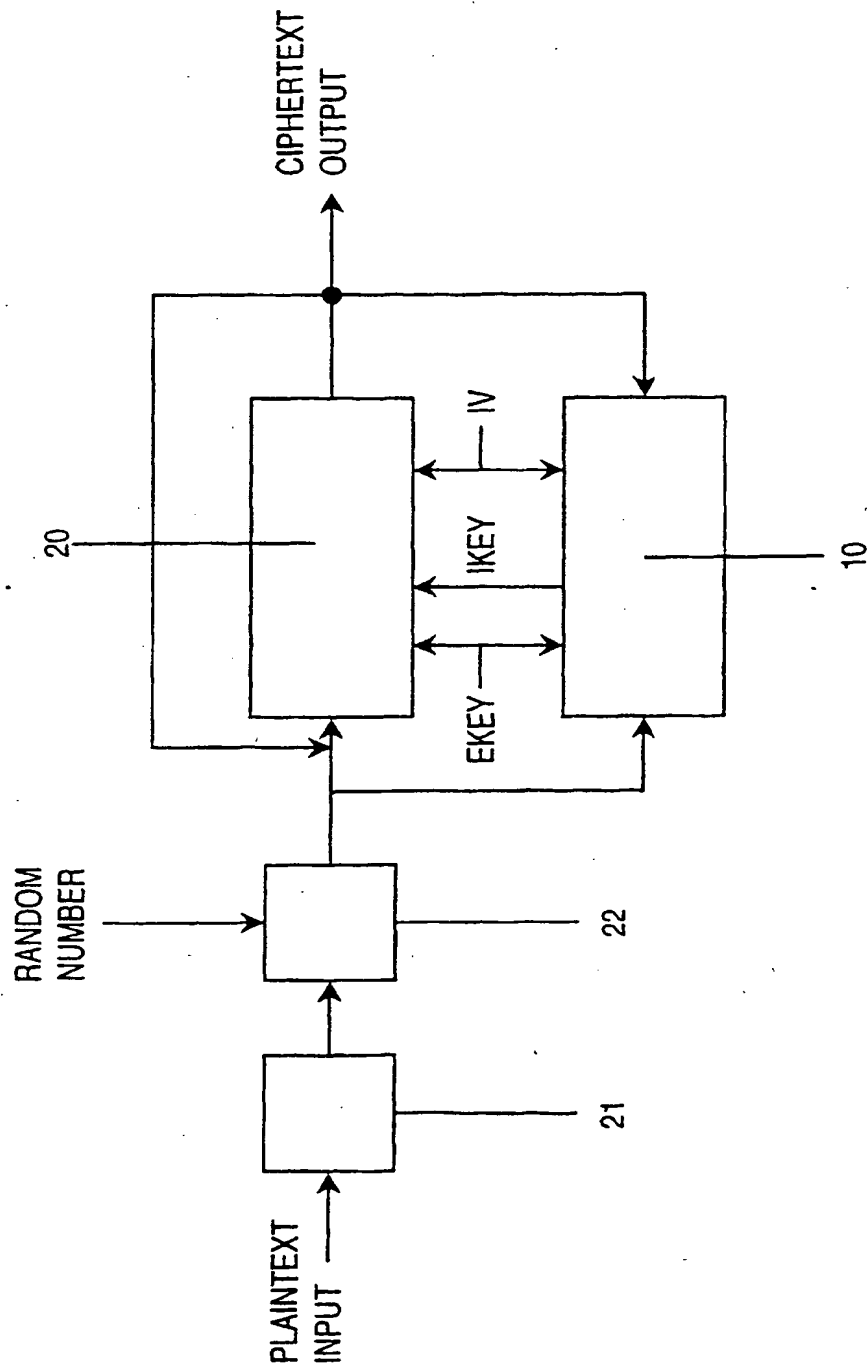 PLAINTEXT
INPUT
21
22
RANDOM
NUMBER
20
EKEY
IKEY
IV
10
CIPHERTEXT
OUTPUT